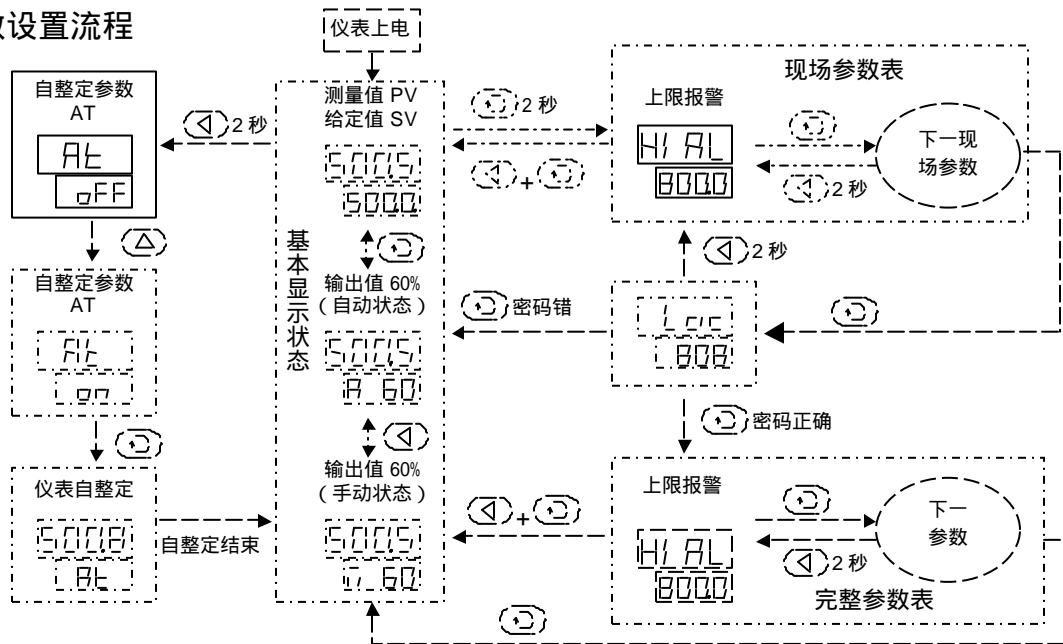 设置流程
仪表上电
自整定参数
AT
At
oFF
自整定参数
AT
At
on
仪表自整定
500.8
At
2 秒
自整定结束
基本显示状态
测量值 PV
给定值 SV
500.5
500.0
输出值 60%
（自动状态）
500.5
A 60
输出值 60%
（手动状态）
500.5
60
2 秒
+
密码错
+
现场参数表
上限报警
HI AL
800.0
2 秒
下一现
场参数
2 秒
Loc
808
密码正确
上限报警
HI AL
800.0
2 秒
下一
参数
完整参数表